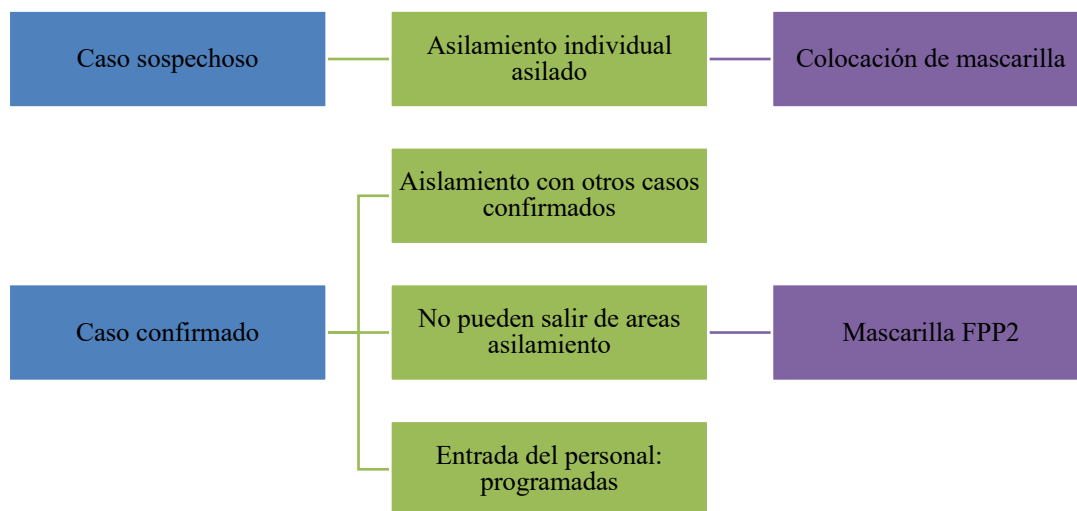 Caso sospechoso
Asilamiento individual
asilado
Colocación de mascarilla
Aislamiento con otros casos
confirmados
Caso confirmado
No pueden salir de areas
asilamiento
Mascarilla FPP2
Entrada del personal:
programadas